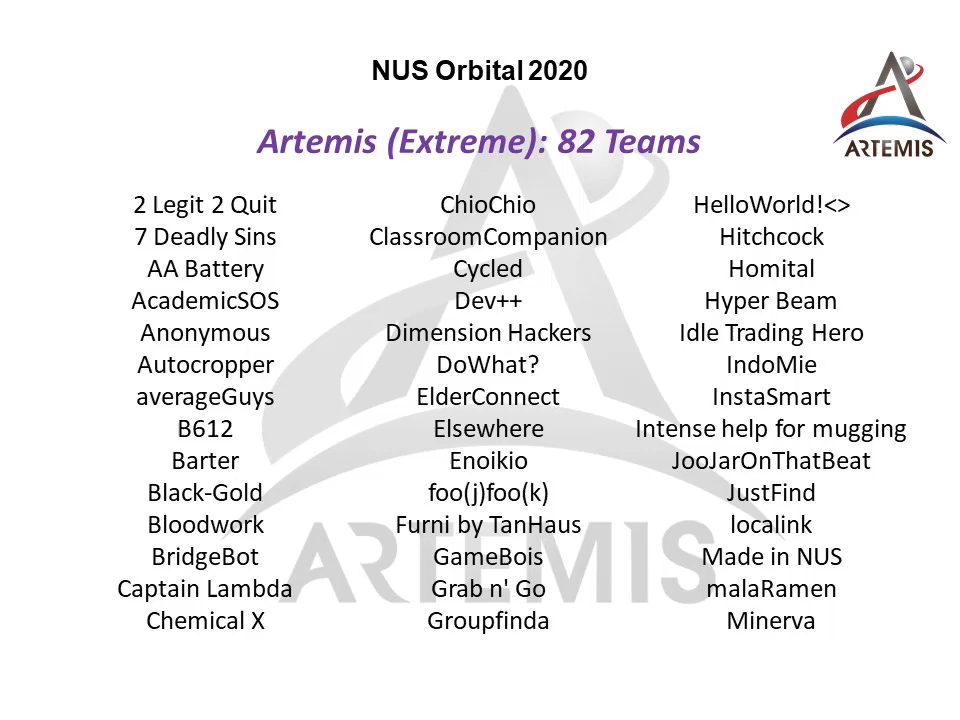 NUS Orbital 2020
ARTEMIS
Artemis (Extreme): 82 Teams
2 Legit 2 Quit
7 Deadly Sins
AA Battery
AcademicSOS
Anonymous
Autocropper
averageGuys
B612
Barter
Black-Gold
Bloodwork
BridgeBot
Captain Lambda
Chemical X
ChioChio
ClassroomCompanion
Cycled
Dev++
Dimension Hackers
DoWhat?
ElderConnect
Elsewhere
Enoikio
foo(j)foo(k)
Furni by TanHaus
GameBois
Grab n' Go
Groupfinda
HelloWorld!<>
Hitchcock
Homital
Hyper Beam
Idle Trading Hero
IndoMie
InstaSmart
Intense help for mugging
JooJarOnThatBeat
JustFind
localink
Made in NUS
malaRamen
Minerva
ARTEMIS